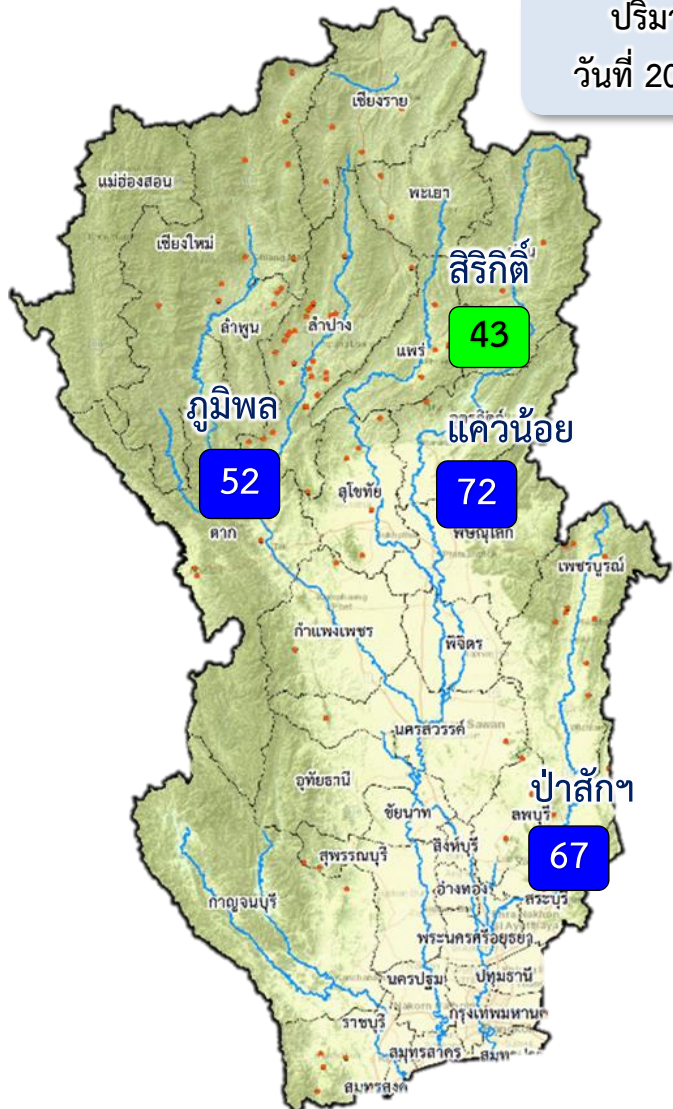 ปริมา
วันที่ 20
เชียงราย
แม่ฮ่องสอน
พะเยา
เชียงใหม่
สิริกิติ์
43
ลำพูน
ลำปาง
แพร่
ภูมิพล
52
แควน้อย
72
สุโขทัย
ตาก
พิษณุโลก
เพชรบูรณ์
กำแพงเพชร
พิจิตร
นครสวรรค์
Sawan
อุทัยธานี
ป่าสักฯ
67
ชัยนาท
ลพบุรี
สิงห์บุรี
สุพรรณบุรี
อ่างทอง
กาญจนบุรี
สระบุรี
พระนครศรีอยุธยา
นครปฐม
ปทุมธานี
กรุงเทพมหานค
ราชบุรี
สมุทรสาคร
สมุทรสงค